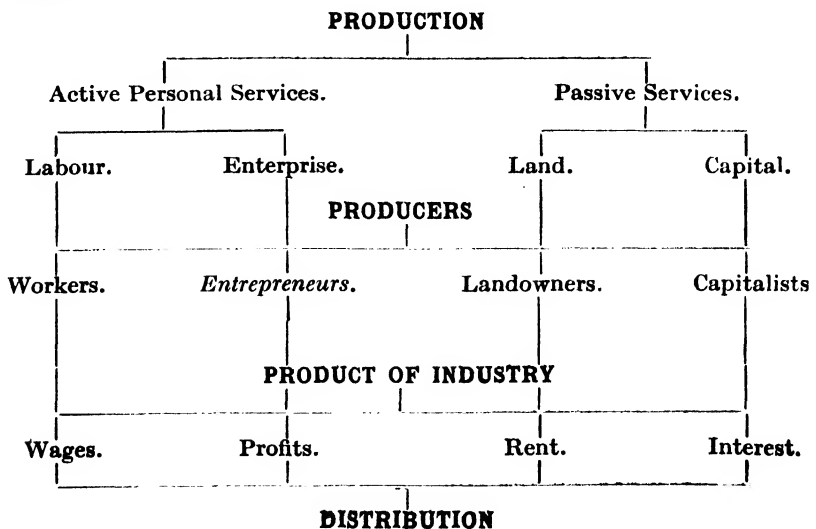 PRODUCTION
Active Personal Services. Passive Services.
Labour. Enterprise. Land. Capital.
PRODUCERS
Workers. Entrepreneurs. Landowners. Capitalists
PRODUCT OF INDUSTRY
Wages. Profits. Rent. Interest.
DISTRIBUTION